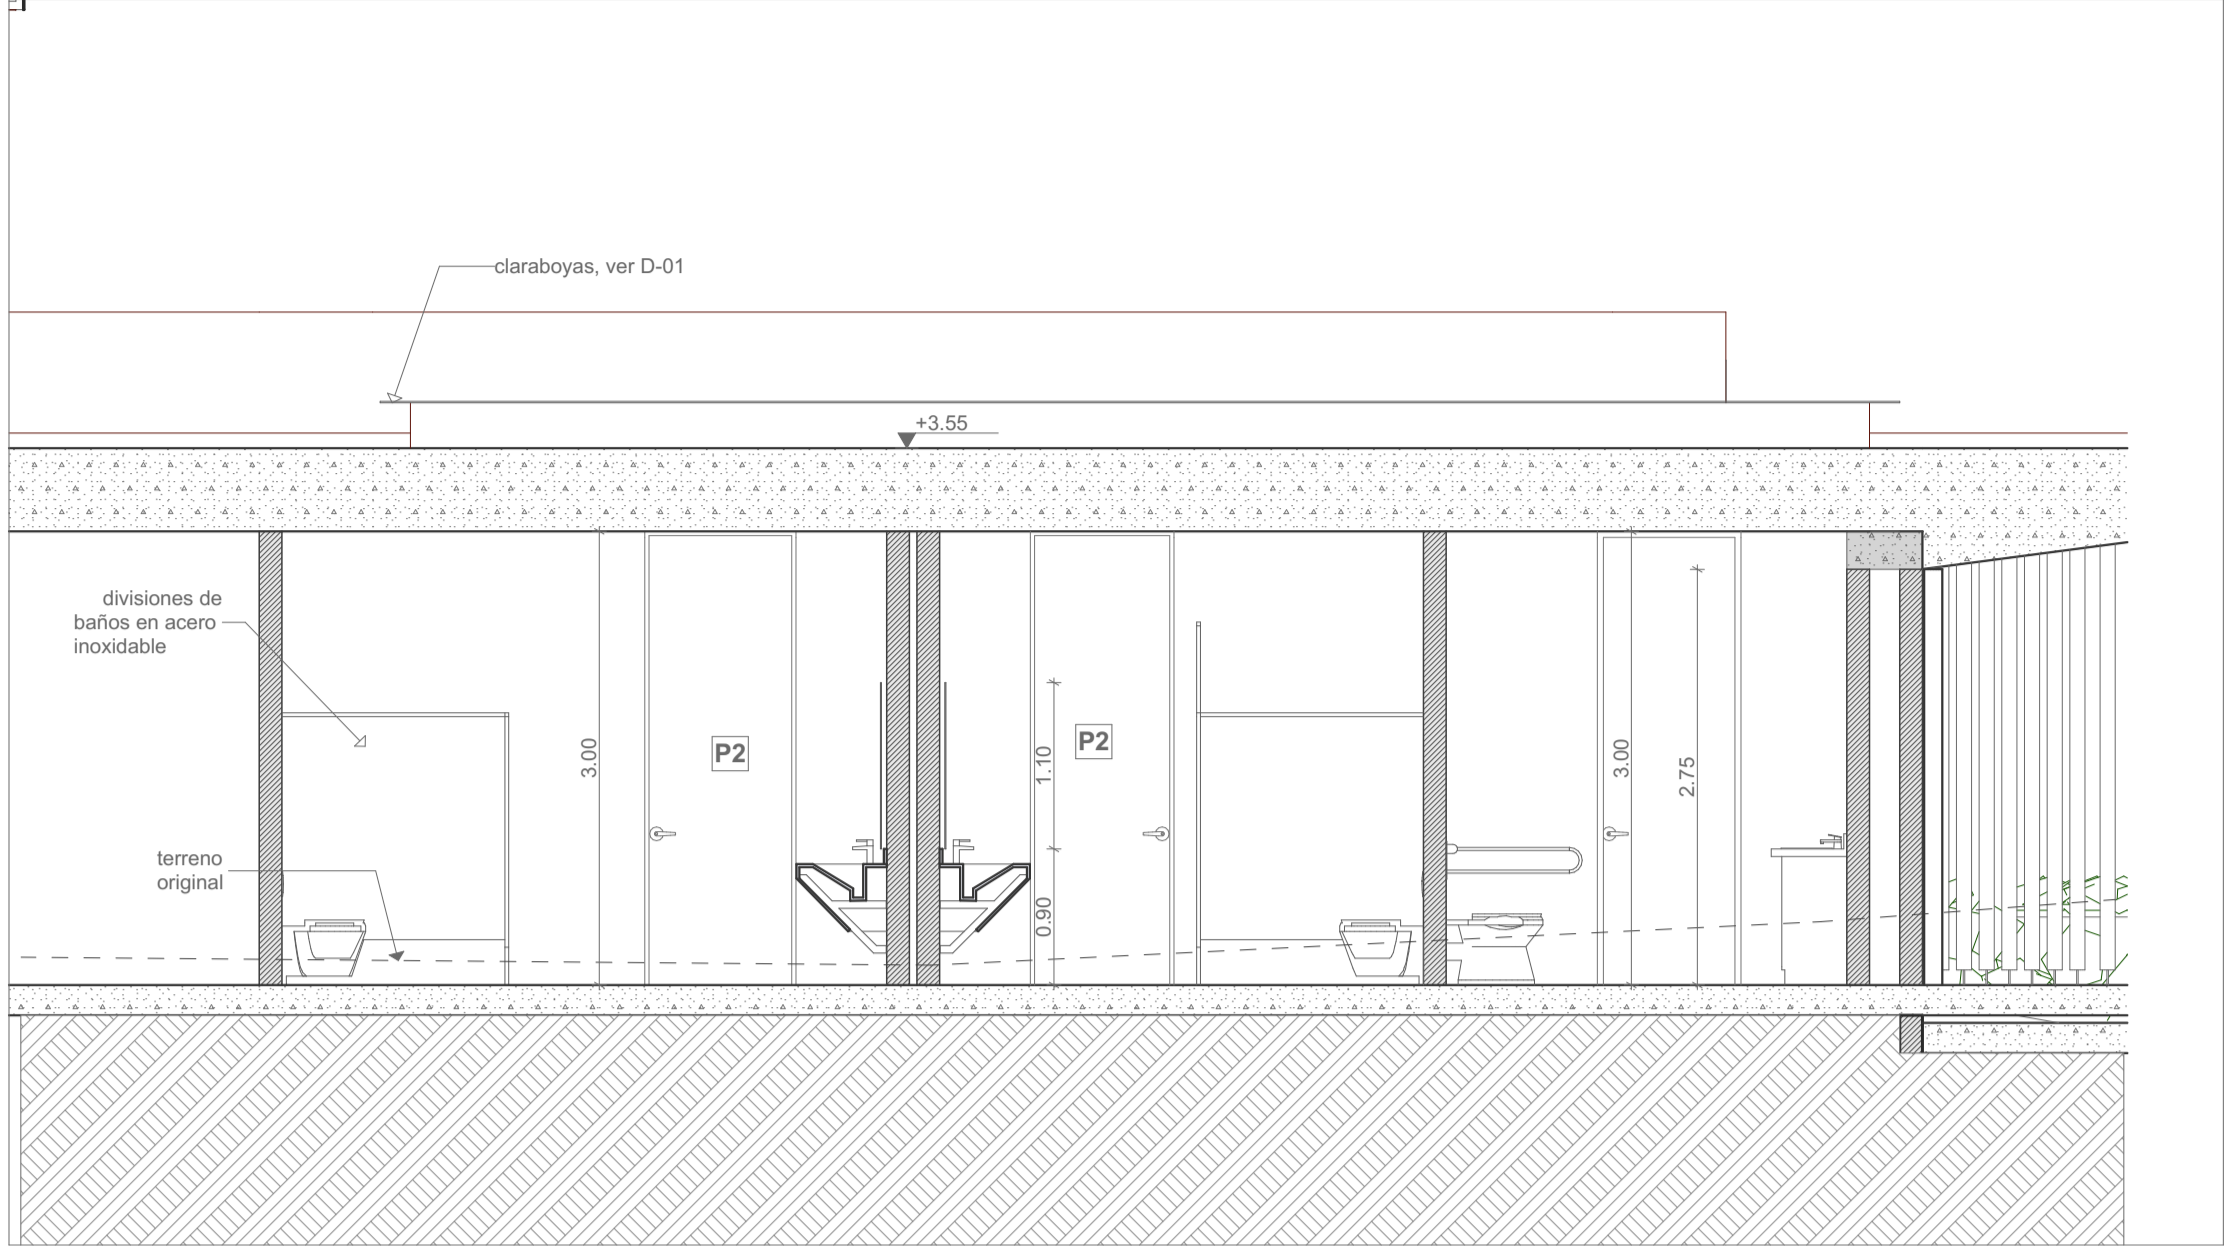 claraboyas, ver D-01
+3.55
divisiones de
baños en acero
inoxidable
terreno
original
3.00
P2
1.10
0.90
P2
3.00
2.75